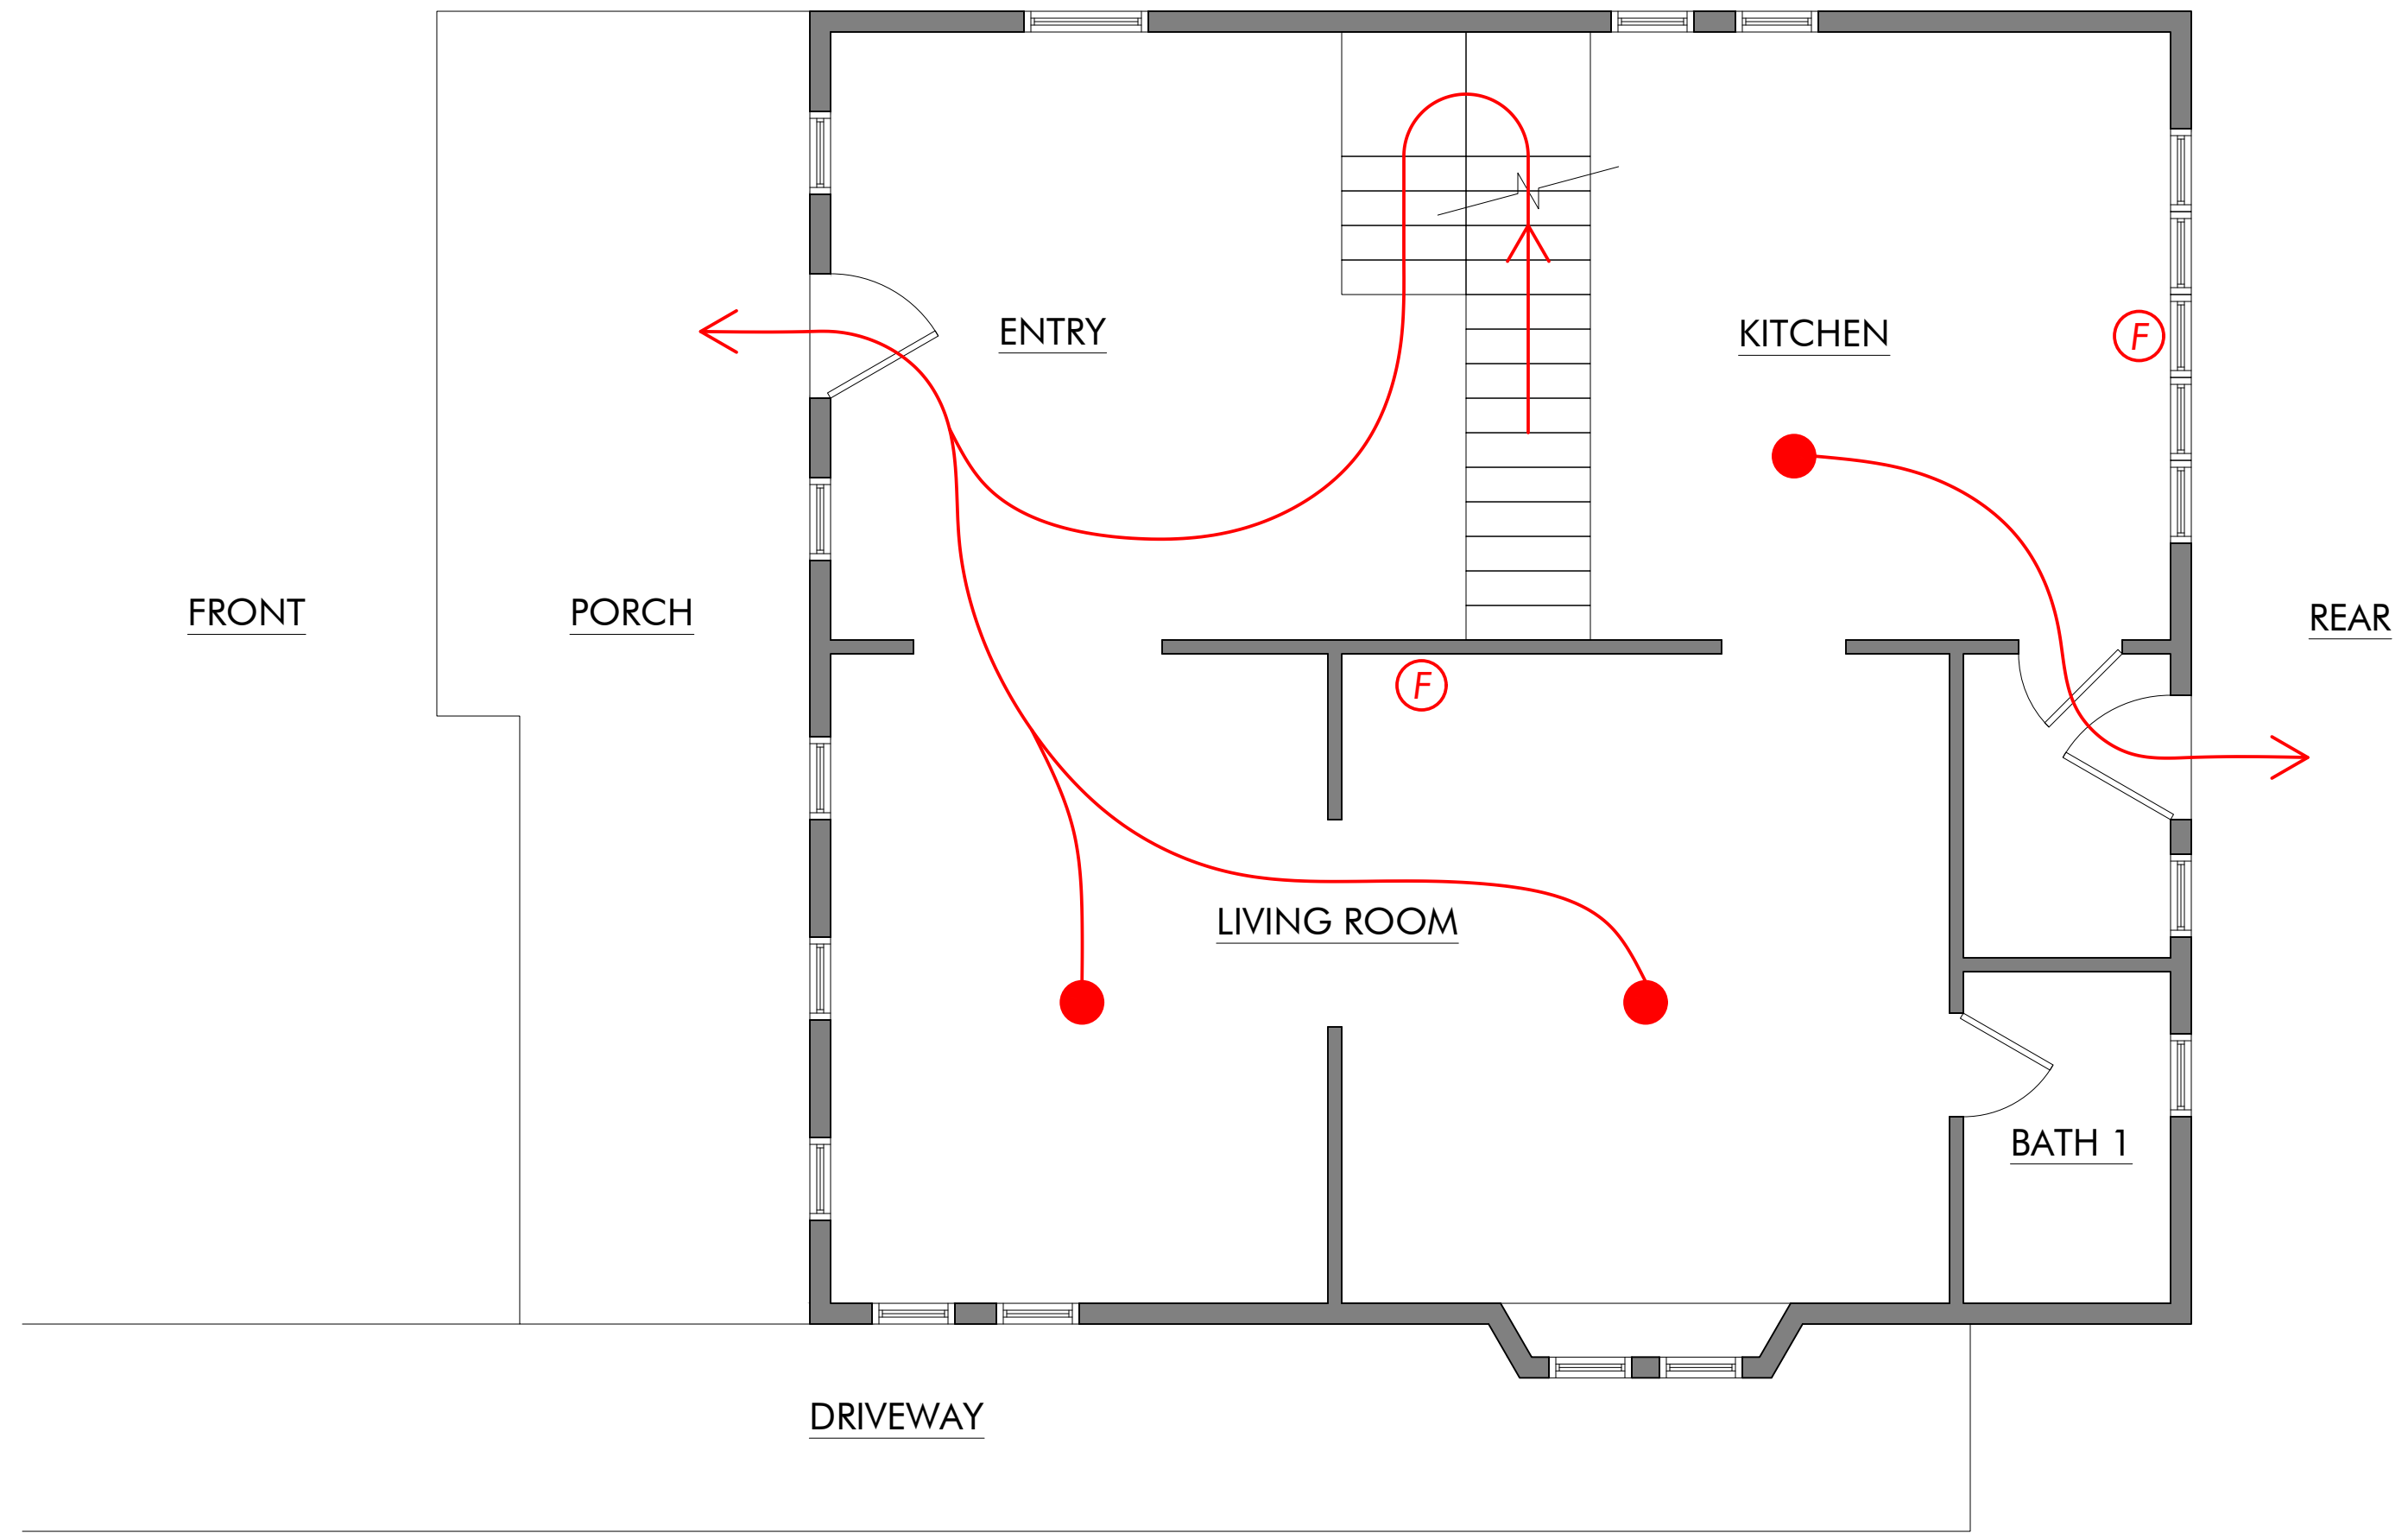 ENTRY
KITCHEN
F
FRONT
PORCH
REAR
F
LIVING ROOM
BATH 1
DRIVEWAY